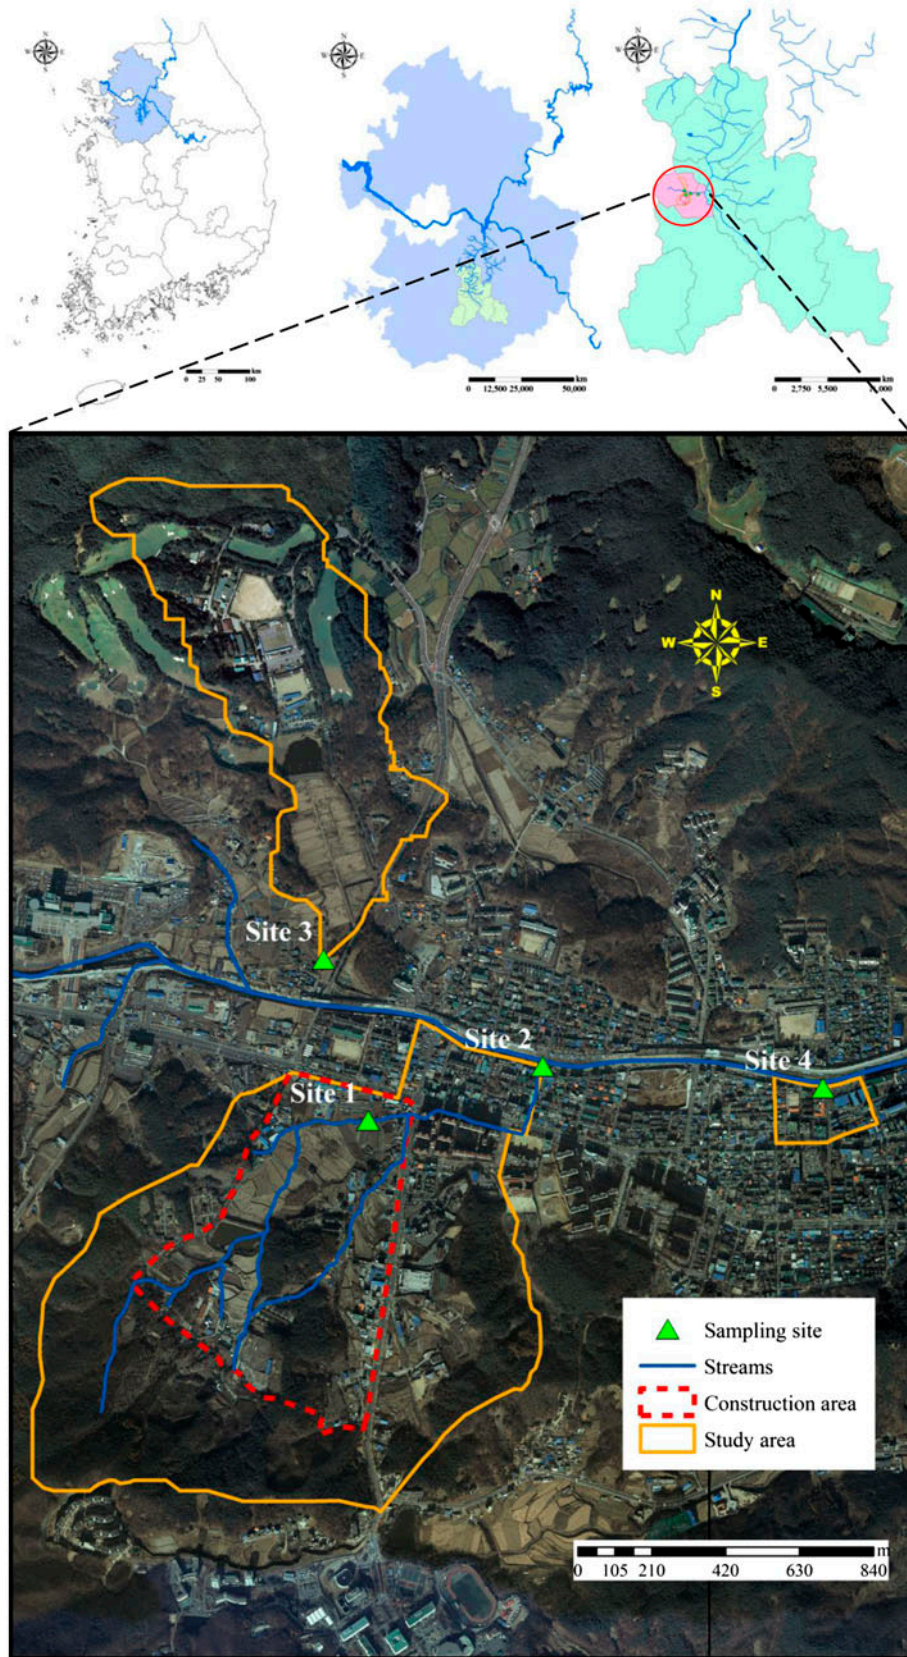 N
W E
S
N
W E
S
N
W E
S
km
0 25 50 100
km
0 12,500 25,000 50,000
km
0 2,750 5,500
N
W E
S
Site 3
Site 2
Site 4
Site 1
Sampling site
Streams
Construction area
Study area
m
0 105 210 420 630 840